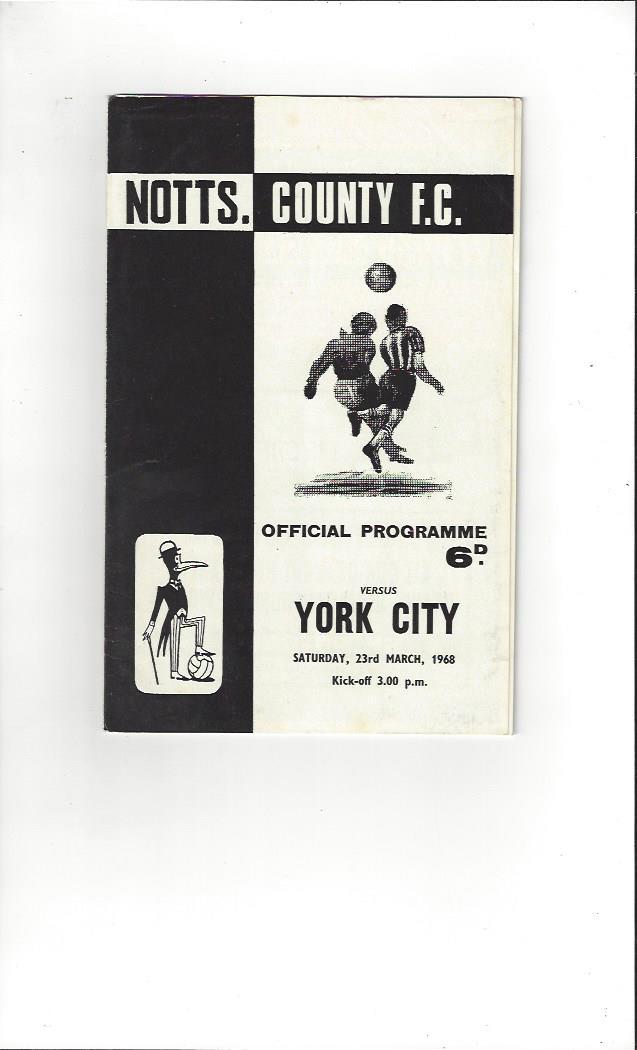 NOTTS. COUNTY F.C.
OFFICIAL PROGRAMME
6D.
VERSUS
YORK CITY
SATURDAY, 23rd MARCH, 1968
Kick-off 3.00 p.m.